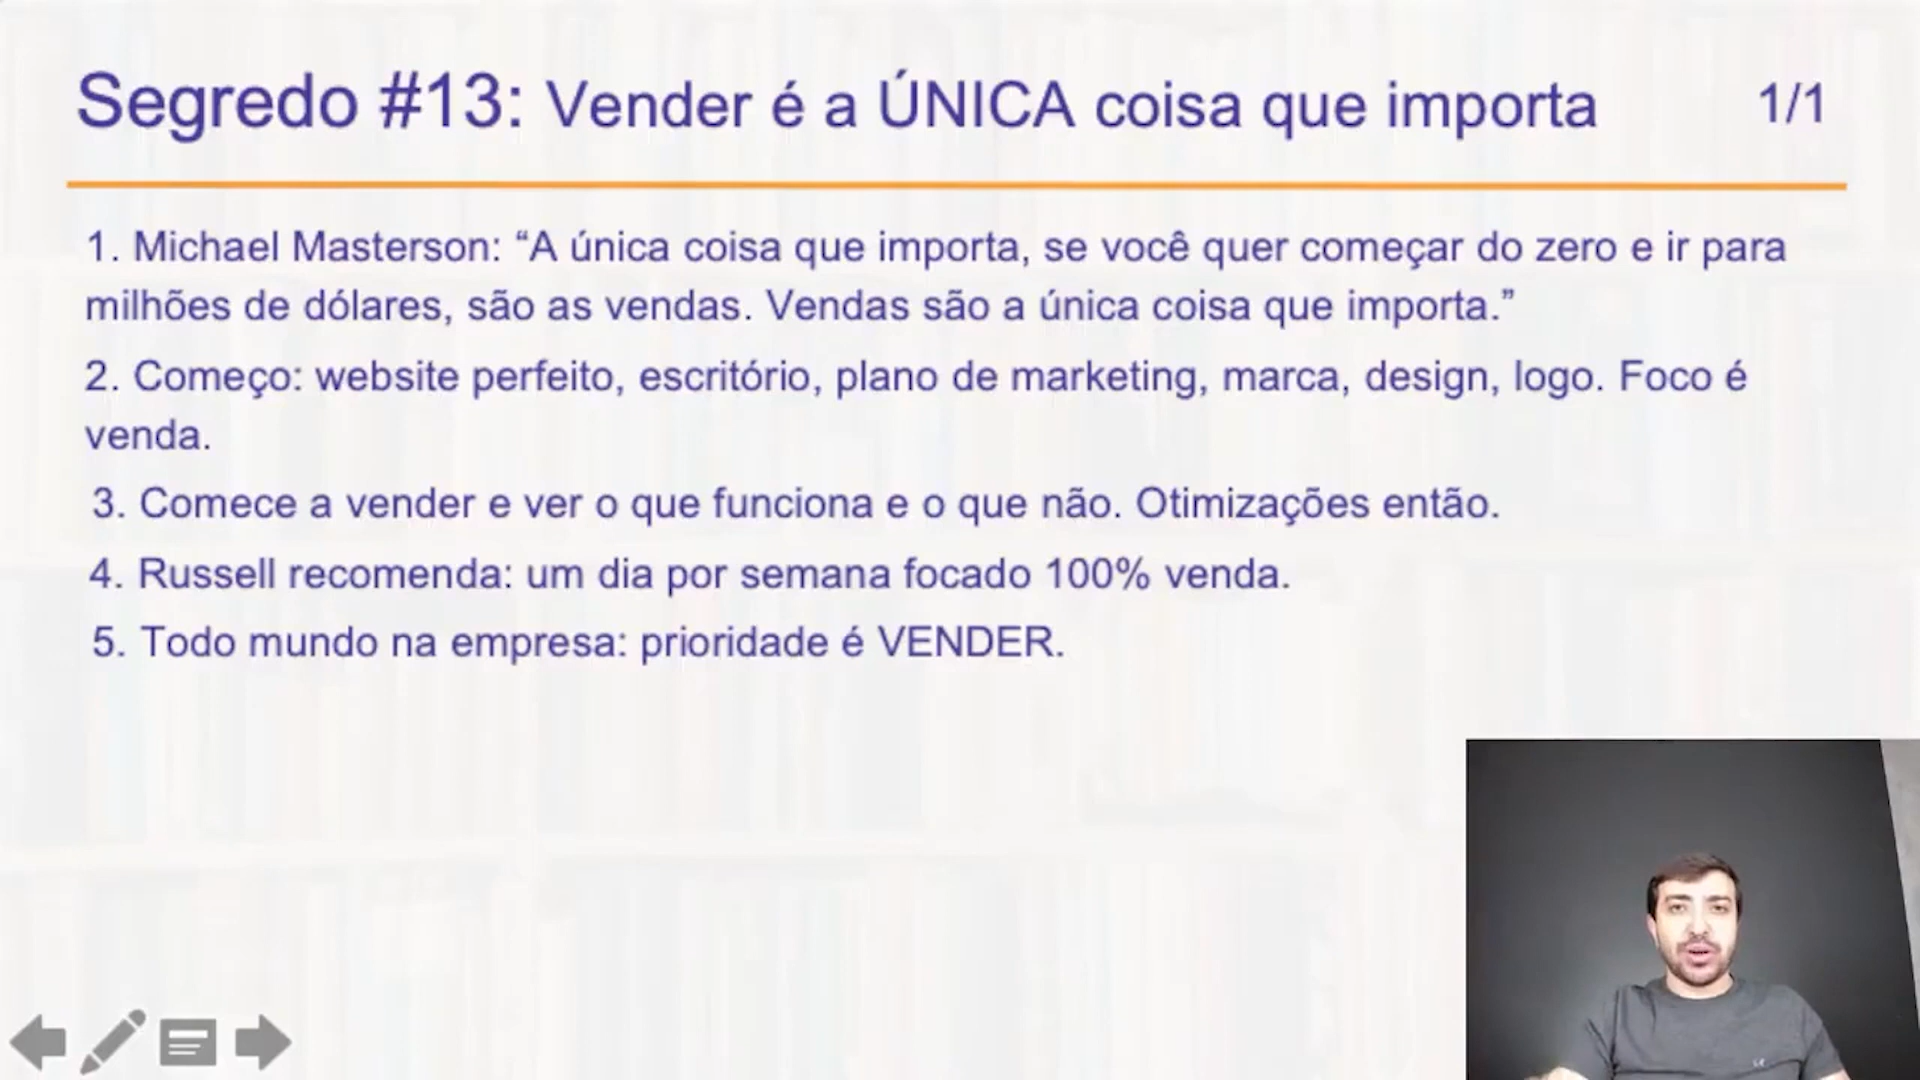 Segredo #13: Vender é a ÚNICA coisa que importa 1/1
1. Michael Masterson: “A única coisa que importa, se você quer começar do zero e ir para
milhões de dólares, são as vendas. Vendas são a única coisa que importa.”
2. Começo: website perfeito, escritório, plano de marketing, marca, design, logo. Foco é
venda.
3. Comece a vender e ver o que funciona e o que não. Otimizações então.
4. Russell recomenda: um dia por semana focado 100% venda.
5. Todo mundo na empresa: prioridade é VENDER.